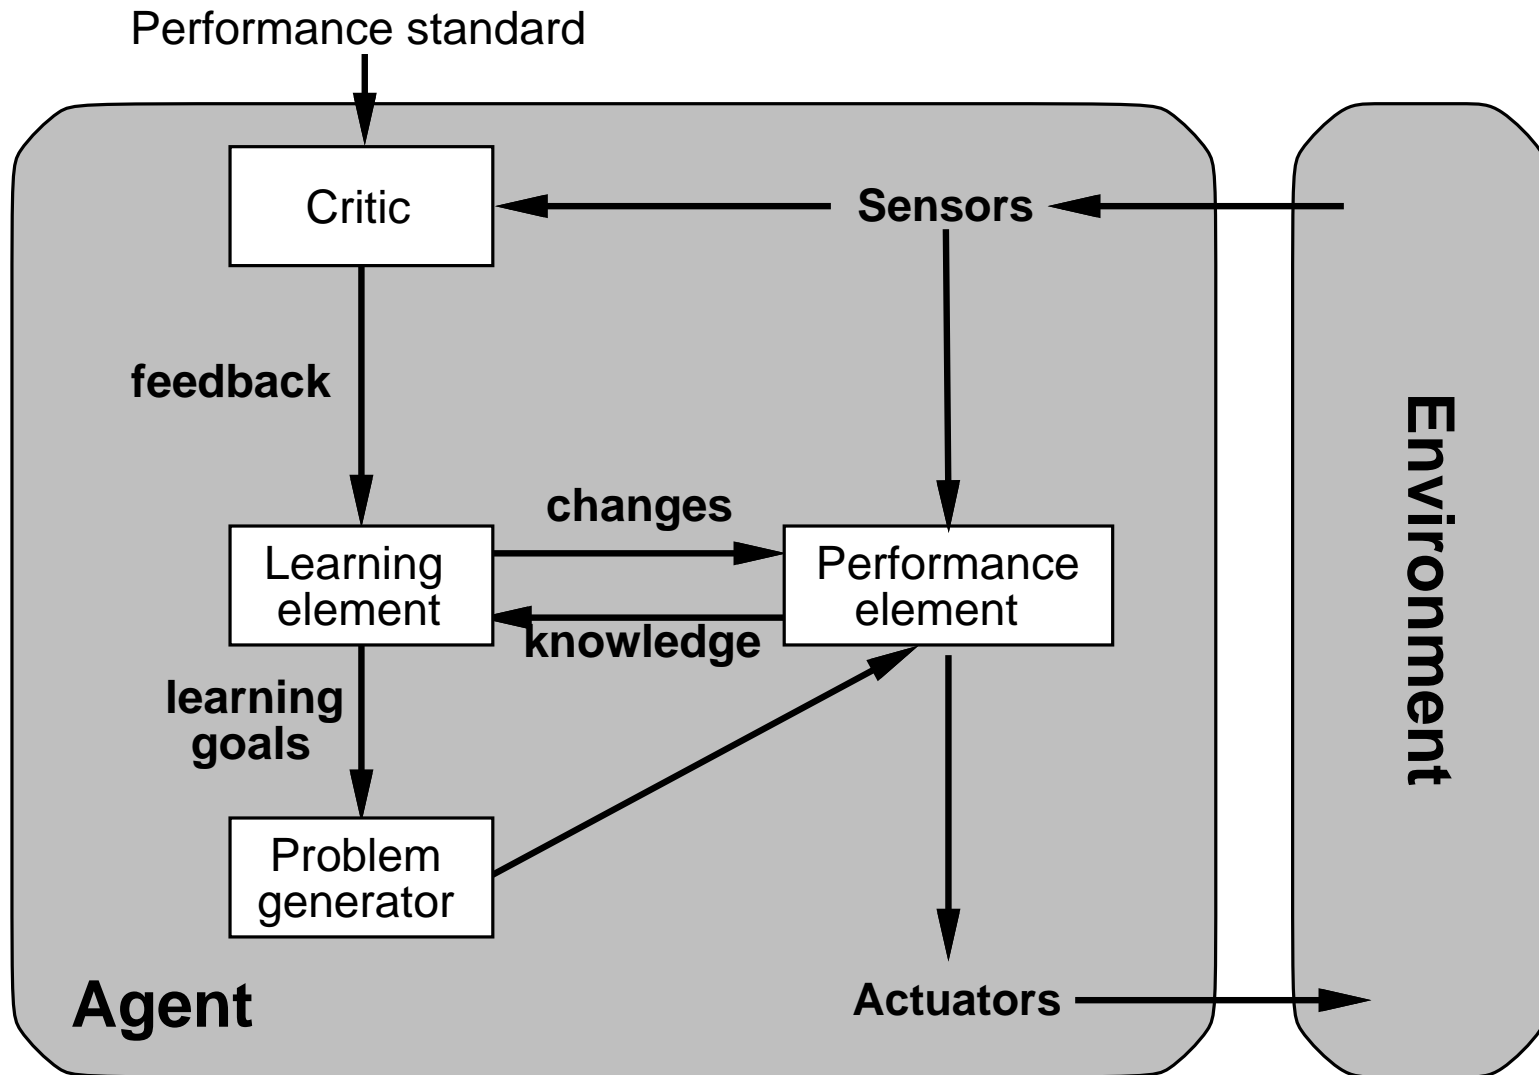 Performance standard
Critic
Sensors
feedback
changes
Learning
element
Performance
element
knowledge
learning
goals
Problem
generator
Agent
Actuators
Environment